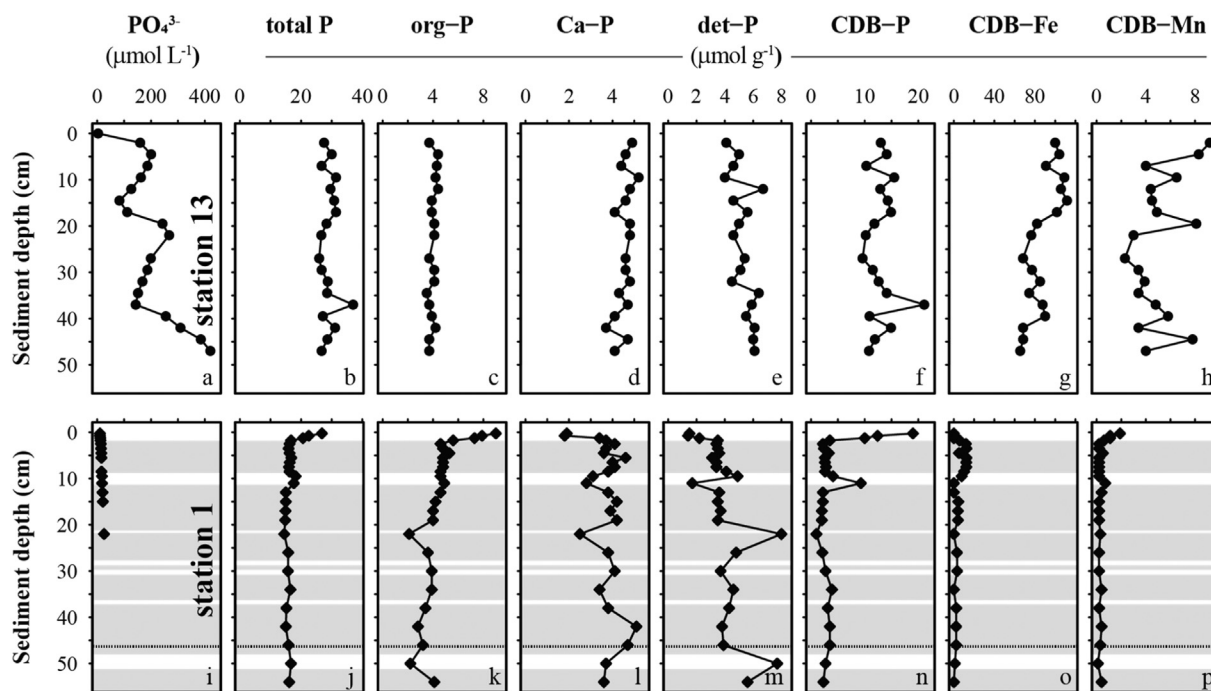 PO₄³⁻ total P org–P Ca–P det–P CDB–P CDB–Fe CDB–Mn
(μmol L⁻¹) (μmol g⁻¹)
0 200 400 0 20 40 0 4 8 0 2 4 0 2 4 6 8 0 10 20 0 40 80 0 4 8
Sediment depth (cm)
0
10
20
30
40
50
station 13
a b c d e f g h
Sediment depth (cm)
0
10
20
30
40
50
station 1
i j k l m n o p